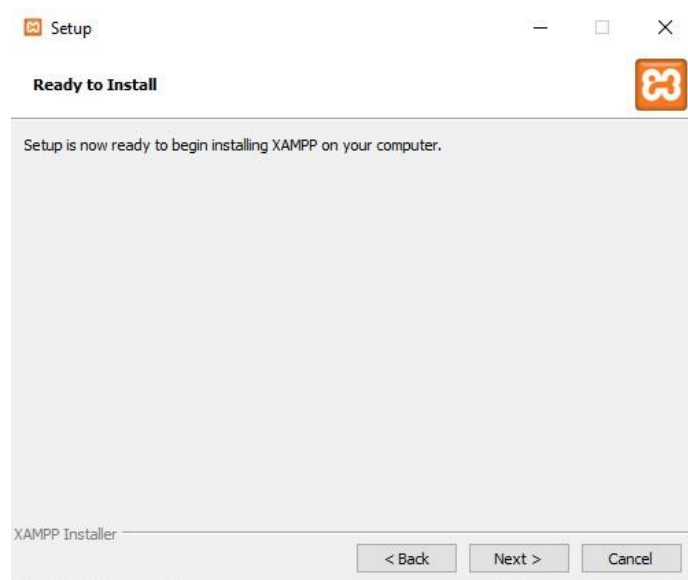 Setup
Ready to Install
Setup is now ready to begin installing XAMPP on your computer.
XAMPP Installer
< Back
Next >
Cancel